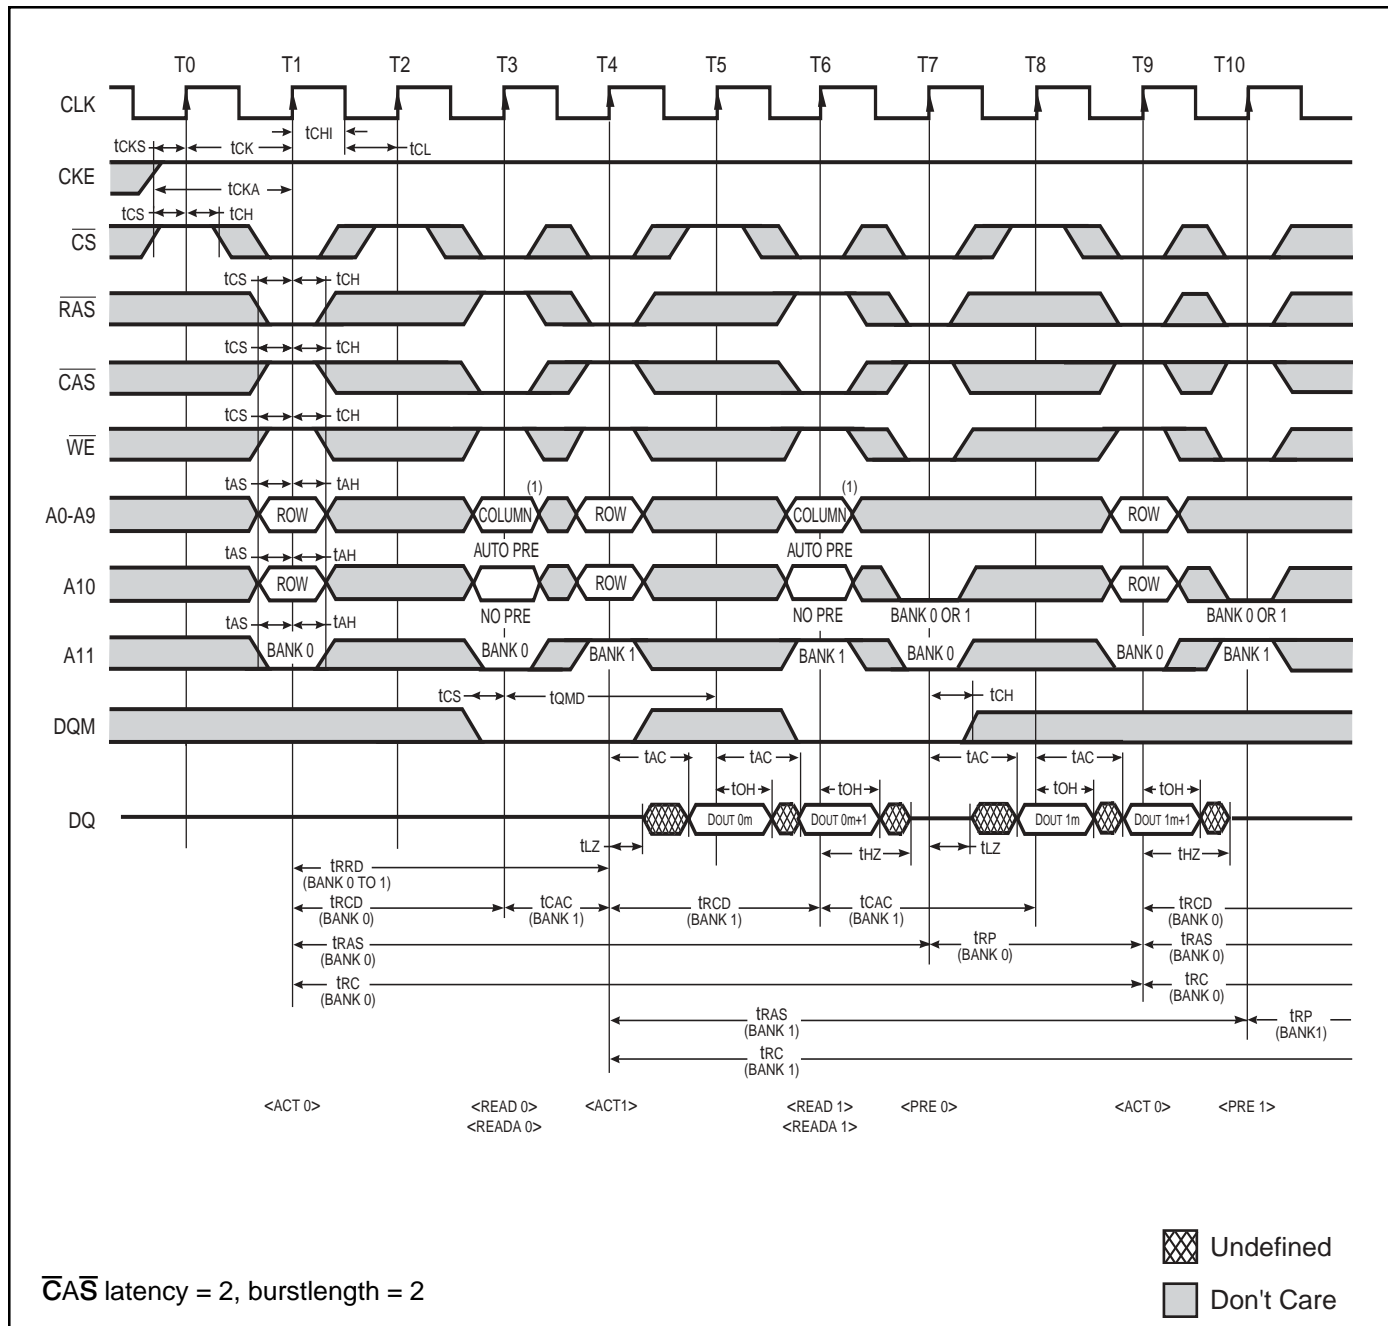 T0 T1 T2 T3 T4 T5 T6 T7 T8 T9 T10
CLK
tCHI
tCKS tCK tCL
CKE
tCKA
tCS tCH
CS
tCS tCH
RAS
tCS tCH
CAS
tCS tCH
WE
tAS tAH (1) (1)
A0-A9 ROW COLUMN ROW COLUMN ROW
AUTO PRE AUTO PRE
tAS tAH
A10 ROW ROW ROW
NO PRE NO PRE BANK 0 OR 1 BANK 0 OR 1
tAS tAH
A11 BANK 0 BANK 0 BANK 1 BANK 1 BANK 0 BANK 0 BANK 1
tCS tQMD tCH
DQM
tAC tAC tAC tAC
tOH tOH tOH tOH
DQ DOUT 0m DOUT 0m+1 DOUT 1m DOUT 1m+1
tLZ tHZ tLZ tHZ
tRRD
(BANK 0 TO 1)
tRCD tCAC tRCD tCAC tRCD
(BANK 0) (BANK 1) (BANK 1) (BANK 1) (BANK 0)
tRAS tRP tRAS
(BANK 0) (BANK 0) (BANK 0)
tRC tRC
(BANK 0) (BANK 0)
tRAS tRP
(BANK 1) (BANK1)
tRC
(BANK 1)
<ACT 0> <READ 0> <ACT1> <READ 1> <PRE 0> <ACT 0> <PRE 1>
<READA 0> <READA 1>
Undefined
CAS latency = 2, burstlength = 2
Don't Care